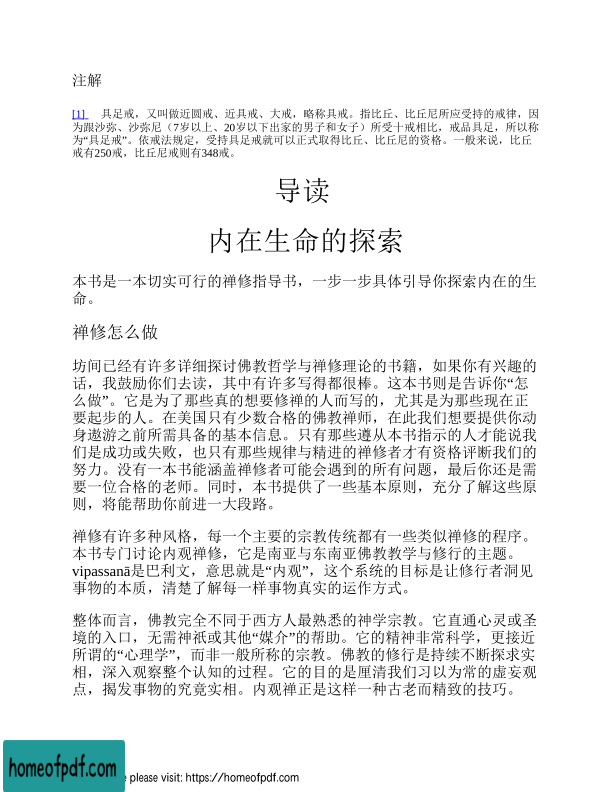 注解
[1] 具足戒，又叫做近圆戒、近具戒、大戒，略称具戒。指比丘、比丘尼所应受持的戒律，因
为跟沙弥、沙弥尼（7岁以上、20岁以下出家的男子和女子）所受十戒相比，戒品具足，所以称
为“具足戒”。依戒法规定，受持具足戒就可以正式取得比丘、比丘尼的资格。一般来说，比丘
戒有250戒，比丘尼戒则有348戒。
导读
内在生命的探索
本书是一本切实可行的禅修指导书，一步一步具体引导你探索内在的生
命。
禅修怎么做
坊间已经有许多详细探讨佛教哲学与禅修理论的书籍，如果你有兴趣的
话，我鼓励你们去读，其中有许多写得都很棒。这本书则是告诉你“怎
么做”。它是为了那些真的想要修禅的人而写的，尤其是为那些现在正
要起步的人。在美国只有少数合格的佛教禅师，在此我们想要提供你动
身遨游之前所需具备的基本信息。只有那些遵从本书指示的人才能说我
们是成功或失败，也只有那些规律与精进的禅修者才有资格评断我们的
努力。没有一本书能涵盖禅修者可能会遇到的所有问题，最后你还是需
要一位合格的老师。同时，本书提供了一些基本原则，充分了解这些原
则，将能帮助你前进一大段路。
禅修有许多种风格，每一个主要的宗教传统都有一些类似禅修的程序。
本书专门讨论内观禅修，它是南亚与东南亚佛教教学与修行的主题。
vipassanā是巴利文，意思就是“内观”，这个系统的目标是让修行者洞见
事物的本质，清楚了解每一样事物真实的运作方式。
整体而言，佛教完全不同于西方人最熟悉的神学宗教。它直通心灵或圣
境的入口，无需神祇或其他“媒介”的帮助。它的精神非常科学，更接近
所谓的“心理学”，而非一般所称的宗教。佛教的修行是持续不断探求实
相，深入观察整个认知的过程。它的目的是厘清我们习以为常的虚妄观
点，揭发事物的究竟实相。内观禅正是这样一种古老而精致的技巧。
homeofpdf.com
please visit: https://homeofpdf.com